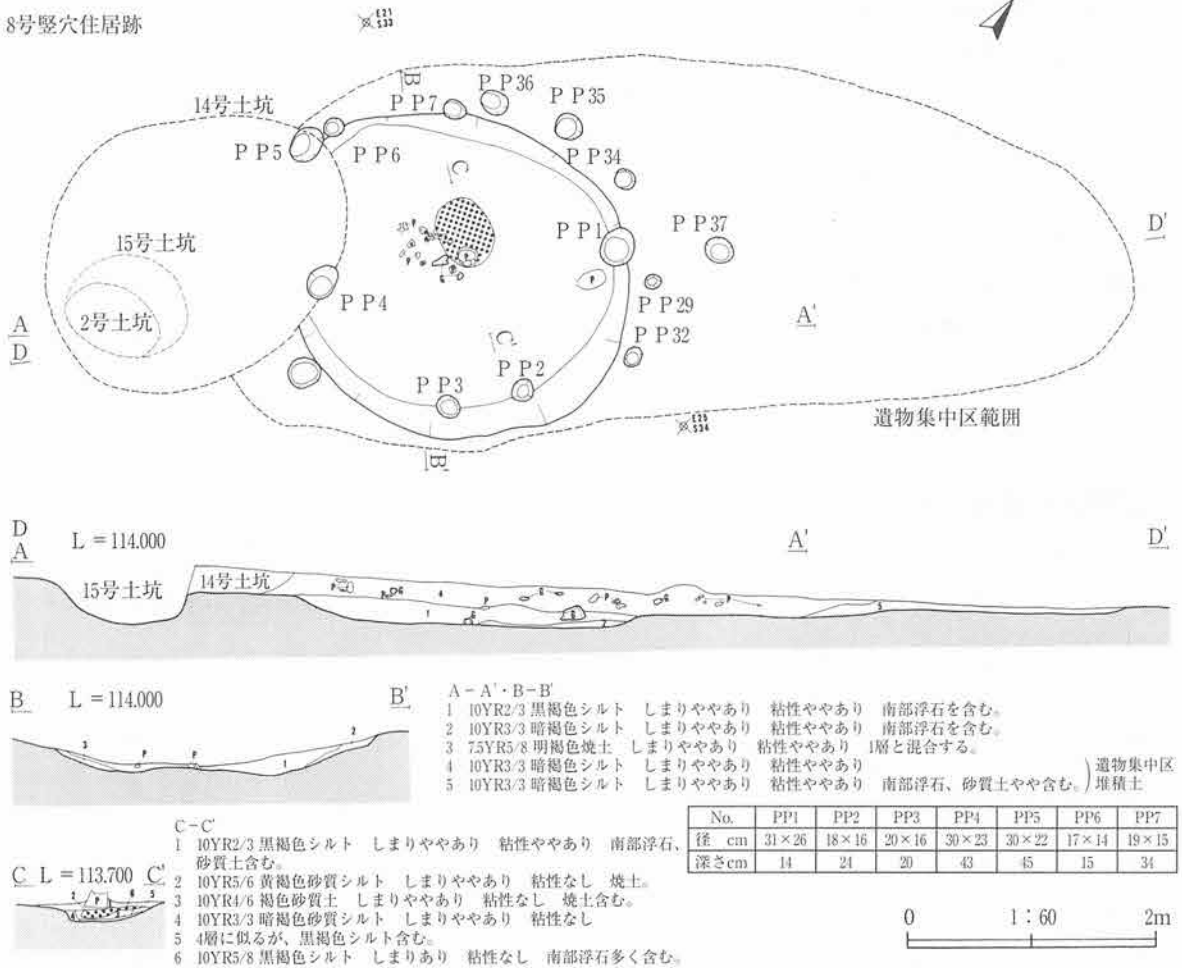 8号竪穴住居跡
E21
S33
14号土坑
B
P P7
P P36
P P35
P P5
P P6
P P34
C
P P1
P P37
D'
15号土坑
2号土坑
P P4
P P29
A'
A
D
P P32
C'
P P2
P P3
E25
S34
遺物集中区範囲
B'
D
A
L=114.000
A'
D'
15号土坑
14号土坑
B L=114.000 B'
A-A'・B-B'
1 10YR2/3 黒褐色シルト しまりややあり 粘性ややあり 南部浮石を含む。
2 10YR3/3 暗褐色シルト しまりややあり 粘性ややあり 南部浮石を含む。
3 7.5YR5/8 明褐色焼土 しまりややあり 粘性ややあり 1層と混合する。
4 10YR3/3 暗褐色シルト しまりややあり 粘性ややあり
5 10YR3/3 暗褐色シルト しまりややあり 粘性ややあり 南部浮石、砂質土やや含む。
遺物集中区
堆積土
C-C'
1 10YR2/3 黒褐色シルト しまりややあり 粘性ややあり 南部浮石、
砂質土含む。
2 10YR5/6 黄褐色砂質シルト しまりややあり 粘性なし 焼土。
3 10YR4/6 褐色砂質土 しまりややあり 粘性なし 焼土含む。
4 10YR3/3 暗褐色砂質シルト しまりややあり 粘性なし
5 4層に似るが、黒褐色シルト含む。
6 10YR5/8 黒褐色シルト しまりあり 粘性なし 南部浮石多く含む。
C L=113.700 C'
No. PP1 PP2 PP3 PP4 PP5 PP6 PP7
径 cm 31×26 18×16 20×16 30×23 30×22 17×14 19×15
深さcm 14 24 20 43 45 15 34
0 1:60 2m